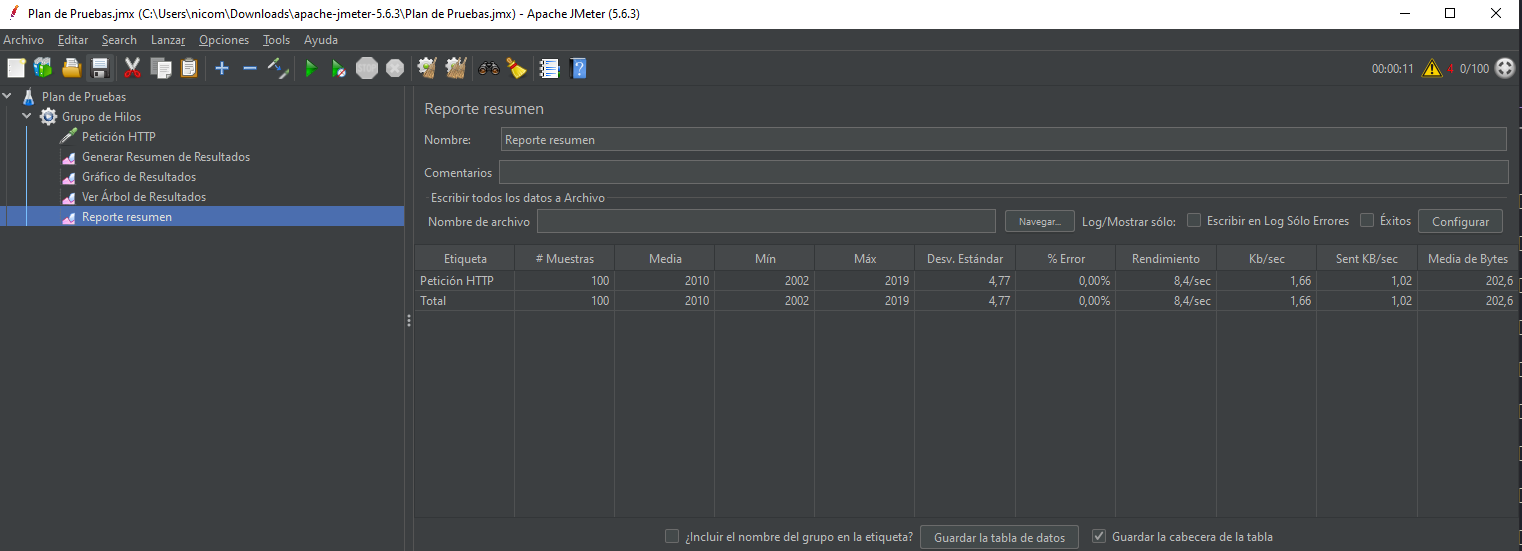 Plan de Pruebas.jmx (C:\Users\nicom\Downloads\apache-jmeter-5.6.3\Plan de Pruebas.jmx) - Apache JMeter (5.6.3)
Archivo Editar Search Lanzar Opciones Tools Ayuda
STOP 00:00:11 4 0/100
Plan de Pruebas
Grupo de Hilos
Petición HTTP
Generar Resumen de Resultados
Gráfico de Resultados
Ver Árbol de Resultados
Reporte resumen
Reporte resumen
Nombre: Reporte resumen
Comentarios
Escribir todos los datos a Archivo
Nombre de archivo Navegar... Log/Mostrar sólo: Escribir en Log Sólo Errores Éxitos Configurar
Etiqueta # Muestras Media Mín Máx Desv. Estándar % Error Rendimiento Kb/sec Sent KB/sec Media de Bytes
Petición HTTP 100 2010 2002 2019 4,77 0,00% 8,4/sec 1,66 1,02 202,6
Total 100 2010 2002 2019 4,77 0,00% 8,4/sec 1,66 1,02 202,6
¿Incluir el nombre del grupo en la etiqueta? Guardar la tabla de datos Guardar la cabecera de la tabla